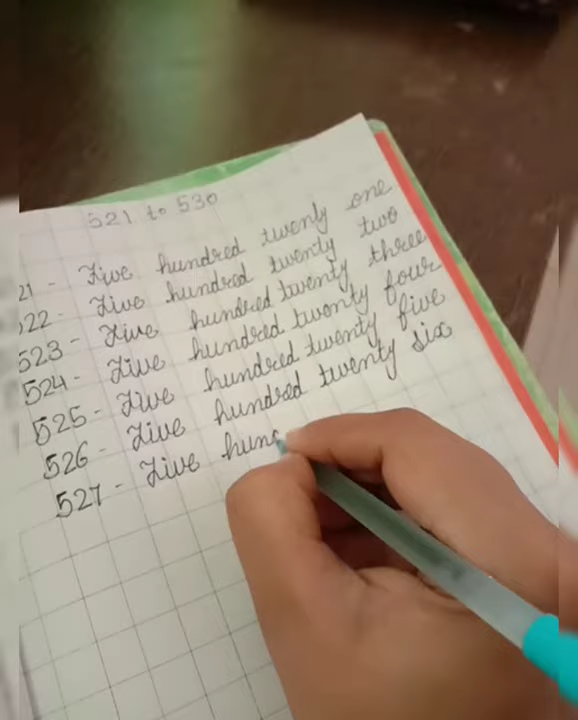 521 to 530
21 - Five hundred twenty one
522 - Five hundred twenty two
523 - Five hundred twenty three
524 - Five hundred twenty four
525 - Five hundred twenty five
526 - Five hundred twenty six
527 - Five hund